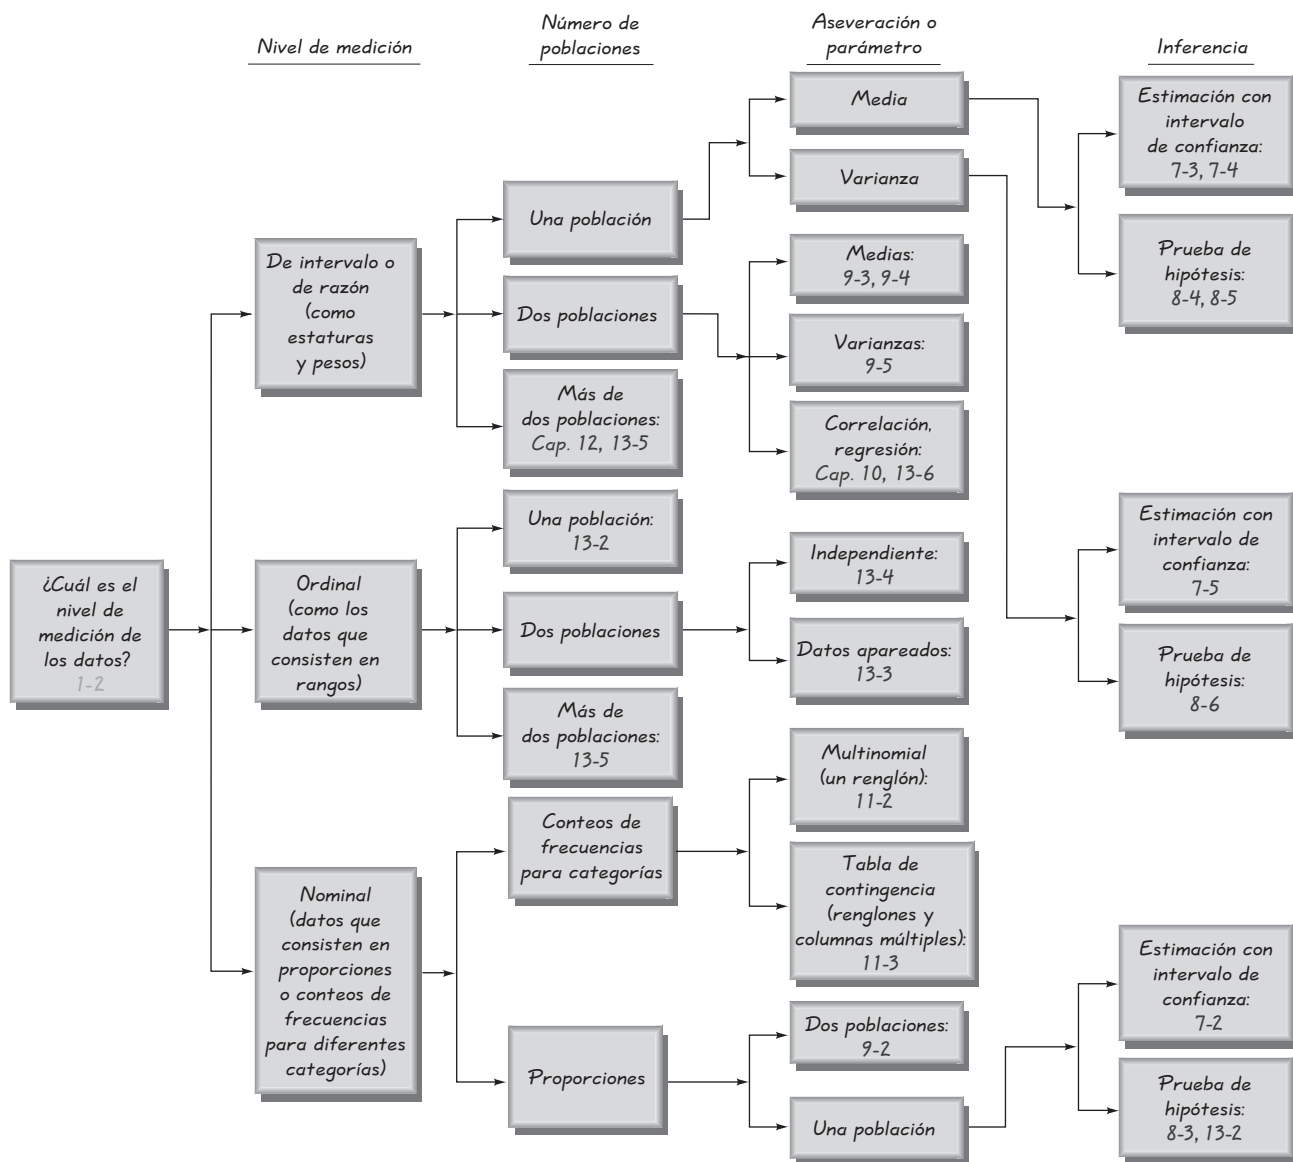 Nivel de medición
Número de
poblaciones
Aseveración o
parámetro
Inferencia
¿Cuál es el
nivel de
medición de
los datos?
1-2
De intervalo o
de razón
(como
estaturas
y pesos)
Ordinal
(como los
datos que
consisten en
rangos)
Nominal
(datos que
consisten en
proporciones
o conteos de
frecuencias
para diferentes
categorías)
Una población
Dos poblaciones
Más de
dos poblaciones:
Cap. 12, 13-5
Una población:
13-2
Dos poblaciones
Más de
dos poblaciones:
13-5
Conteos de
frecuencias
para categorías
Proporciones
Media
Varianza
Medias:
9-3, 9-4
Varianzas:
9-5
Correlación,
regresión:
Cap. 10, 13-6
Independiente:
13-4
Datos apareados:
13-3
Multinomial
(un renglón):
11-2
Tabla de
contingencia
(renglones y
columnas múltiples):
11-3
Dos poblaciones:
9-2
Una población
Estimación con
intervalo
de confianza:
7-3, 7-4
Prueba de
hipótesis:
8-4, 8-5
Estimación con
intervalo de
confianza:
7-5
Prueba de
hipótesis:
8-6
Estimación con
intervalo de
confianza:
7-2
Prueba de
hipótesis:
8-3, 13-2